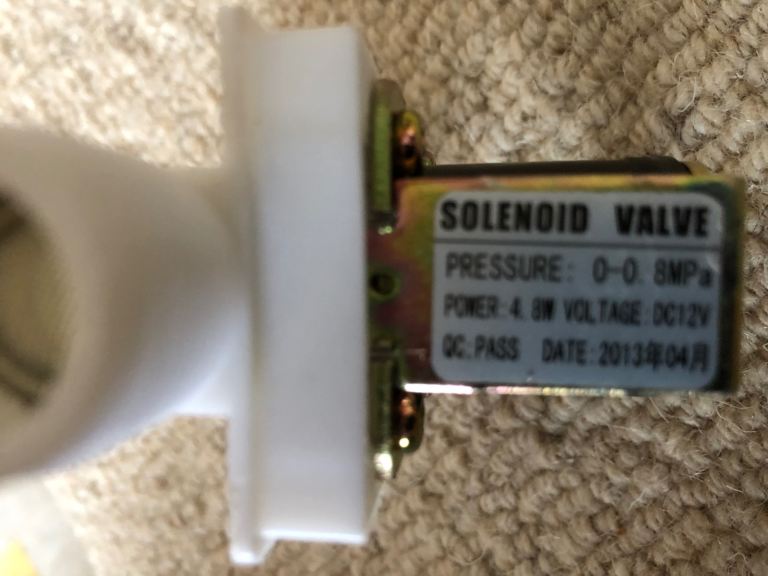 SOLENOID VALVE
PRESSURE: 0-0.8MPa
POWER:4.8W VOLTAGE:DC12V
QC:PASS DATE:2013年04月